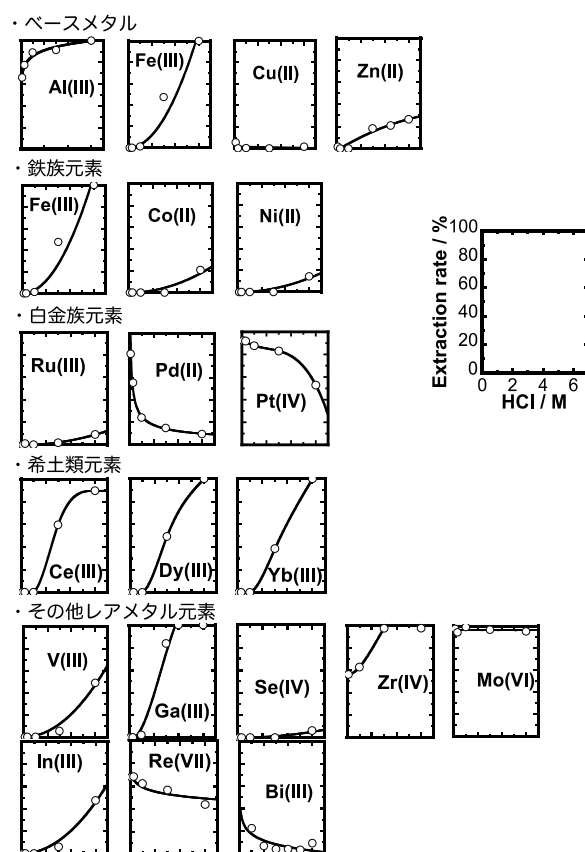 ・ベースメタル
Al(III)
Fe(III)
Cu(II)
Zn(II)
・鉄族元素
Fe(III)
Co(II)
Ni(II)
Extraction rate / %
100
80
60
40
20
0
0 2 4 6
HCl / M
・白金族元素
Ru(III)
Pd(II)
Pt(IV)
・希土類元素
Ce(III)
Dy(III)
Yb(III)
・その他レアメタル元素
V(III)
Ga(III)
Se(IV)
Zr(IV)
Mo(VI)
In(III)
Re(VII)
Bi(III)